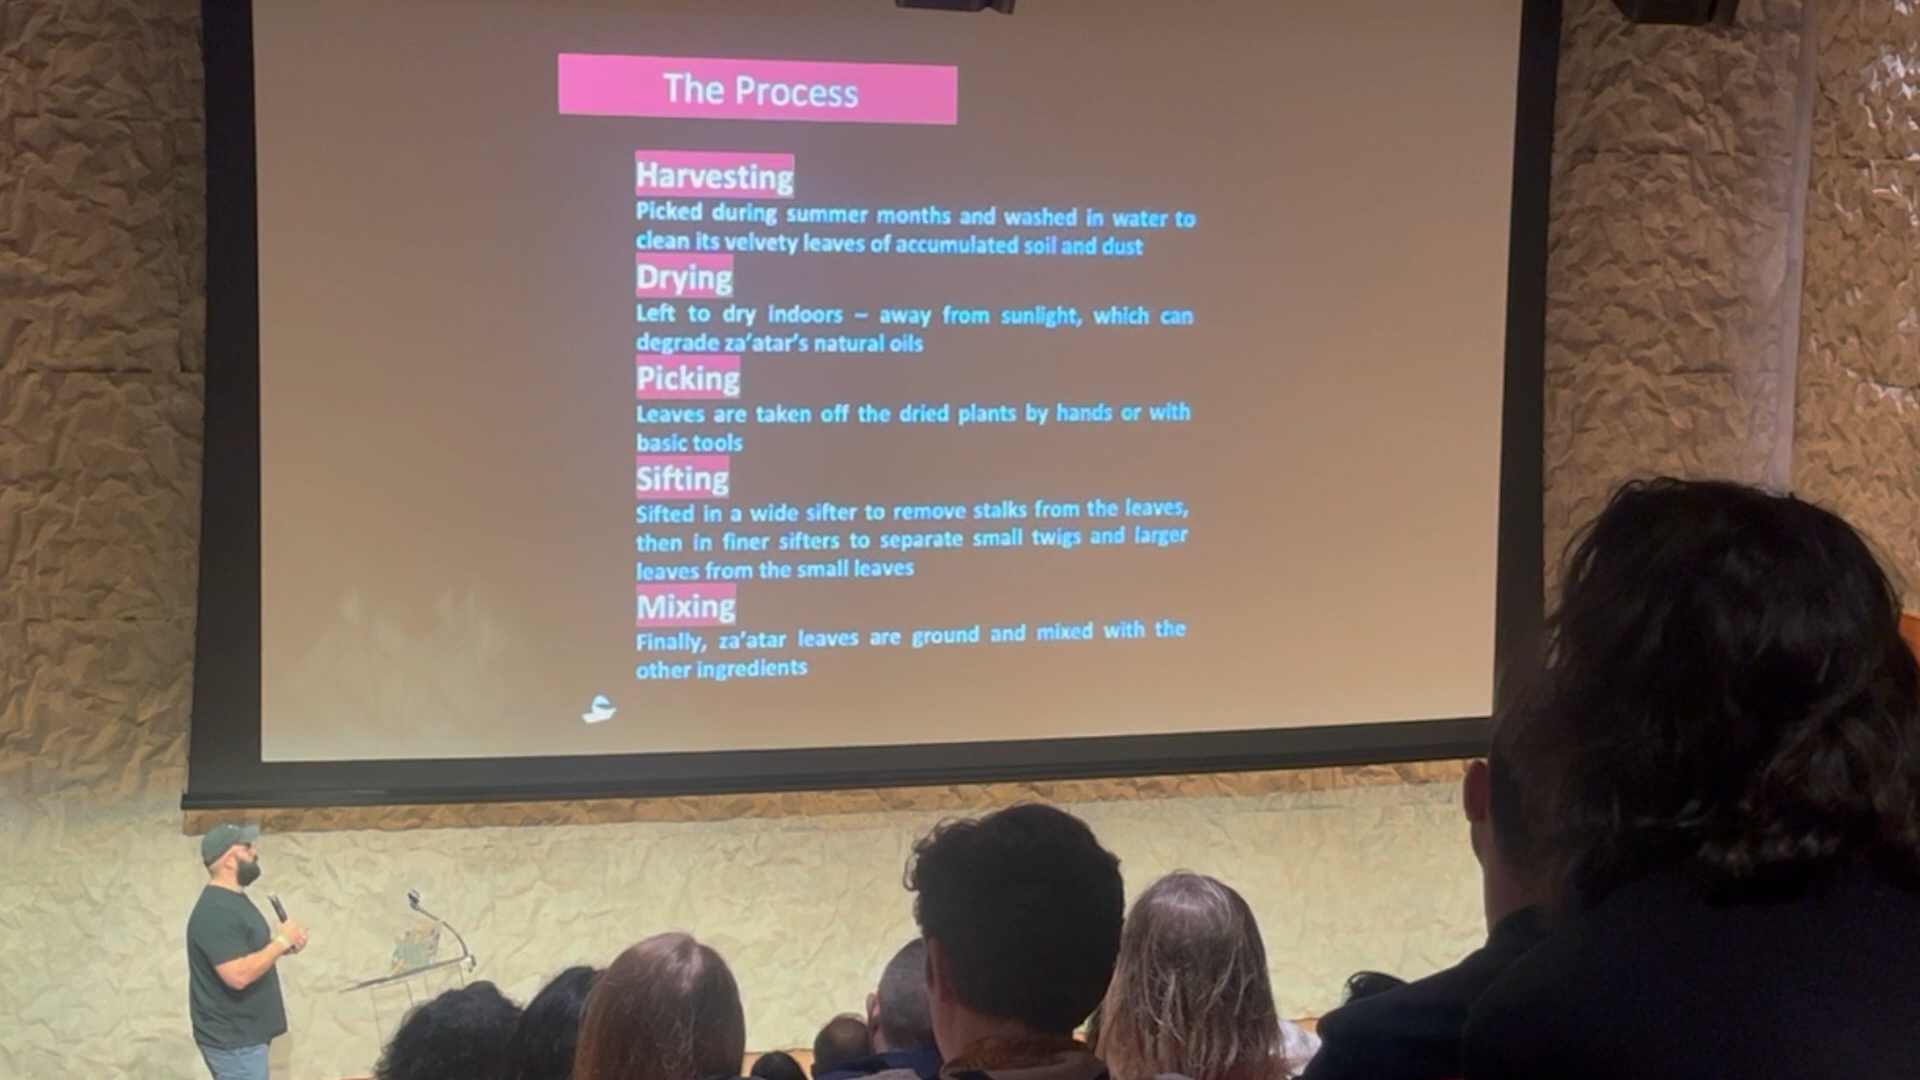 The Process
Harvesting
Picked during summer months and washed in water to
clean its velvety leaves of accumulated soil and dust
Drying
Left to dry indoors – away from sunlight, which can
degrade za’atar’s natural oils
Picking
Leaves are taken off the dried plants by hands or with
basic tools
Sifting
Sifted in a wide sifter to remove stalks from the leaves,
then in finer sifters to separate small twigs and larger
leaves from the small leaves
Mixing
Finally, za’atar leaves are ground and mixed with the
other ingredients